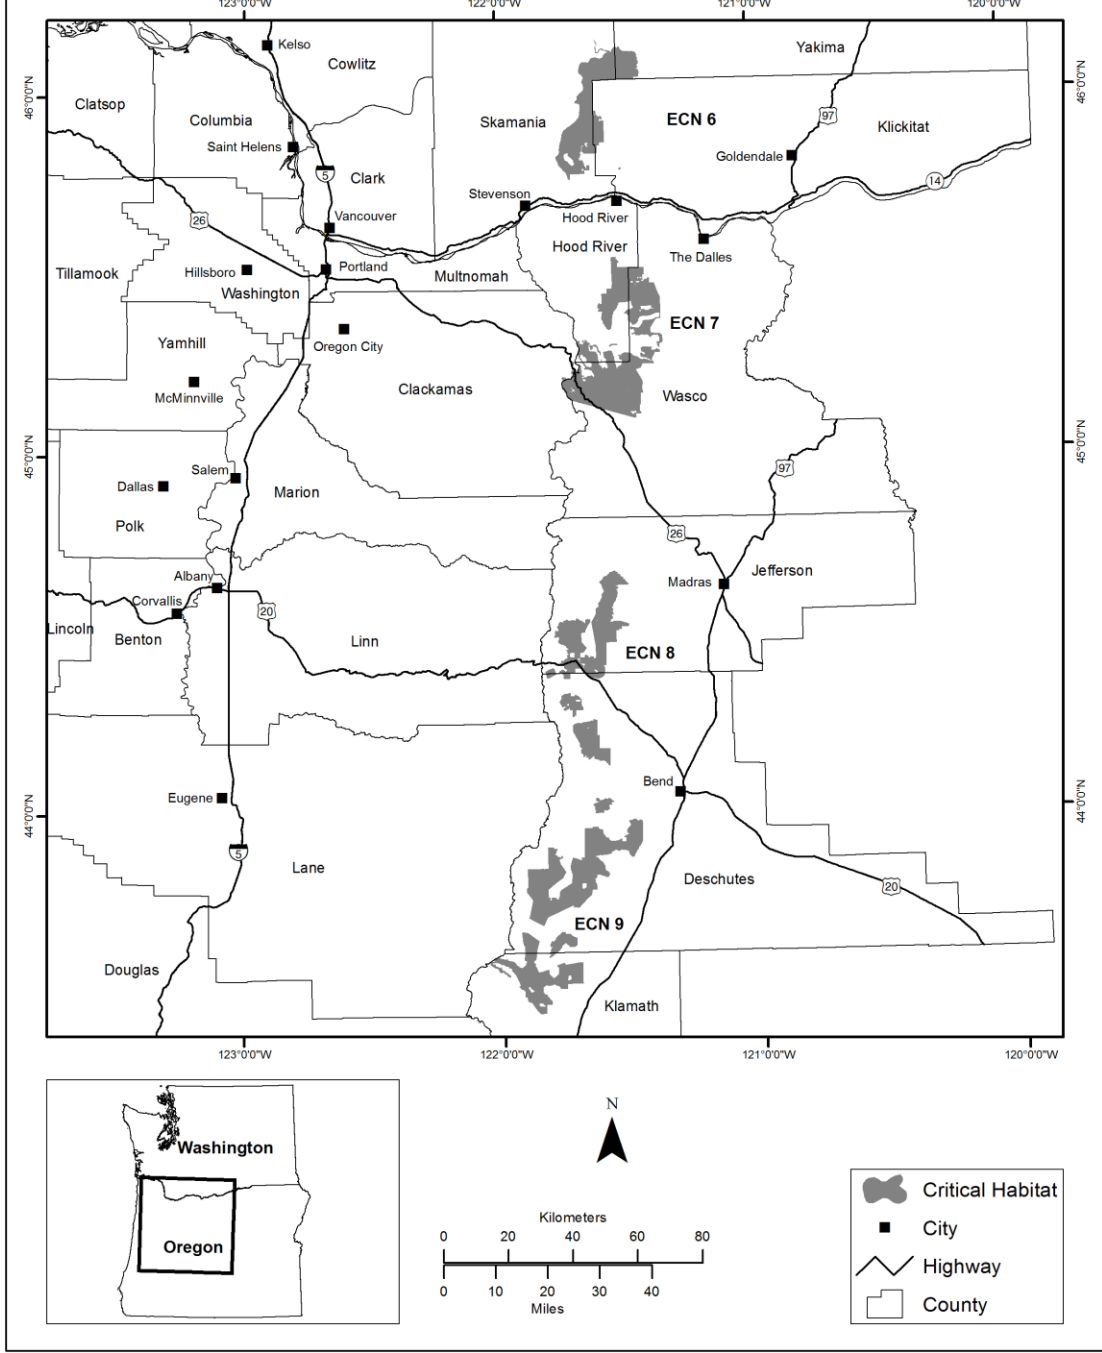 123°0'0"W 122°0'0"W 121°0'0"W 120°0'0"W
Kelso
Cowlitz
Yakima
46°0'0"N
46°0'0"N
Clatsop
Columbia
Skamania
ECN 6
97
Klickitat
Saint Helens
Goldendale
5
Clark
14
Stevenson
Vancouver
Hood River
26
Hood River
The Dalles
Tillamook
Hillsboro
Portland
Multnomah
Washington
ECN 7
Yamhill
Oregon City
McMinnville
Clackamas
Wasco
45°0'0"N
45°0'0"N
Salem
97
Dallas
Marion
Polk
26
Albany
Madras
Jefferson
Corvallis
20
Lincoln
Benton
Linn
ECN 8
Bend
Eugene
44°0'0"N
44°0'0"N
5
Lane
Deschutes
20
ECN 9
Douglas
Klamath
123°0'0"W 122°0'0"W 121°0'0"W 120°0'0"W
Washington
Oregon
N
Kilometers
0 20 40 60 80
0 10 20 30 40
Miles
Critical Habitat
City
Highway
County